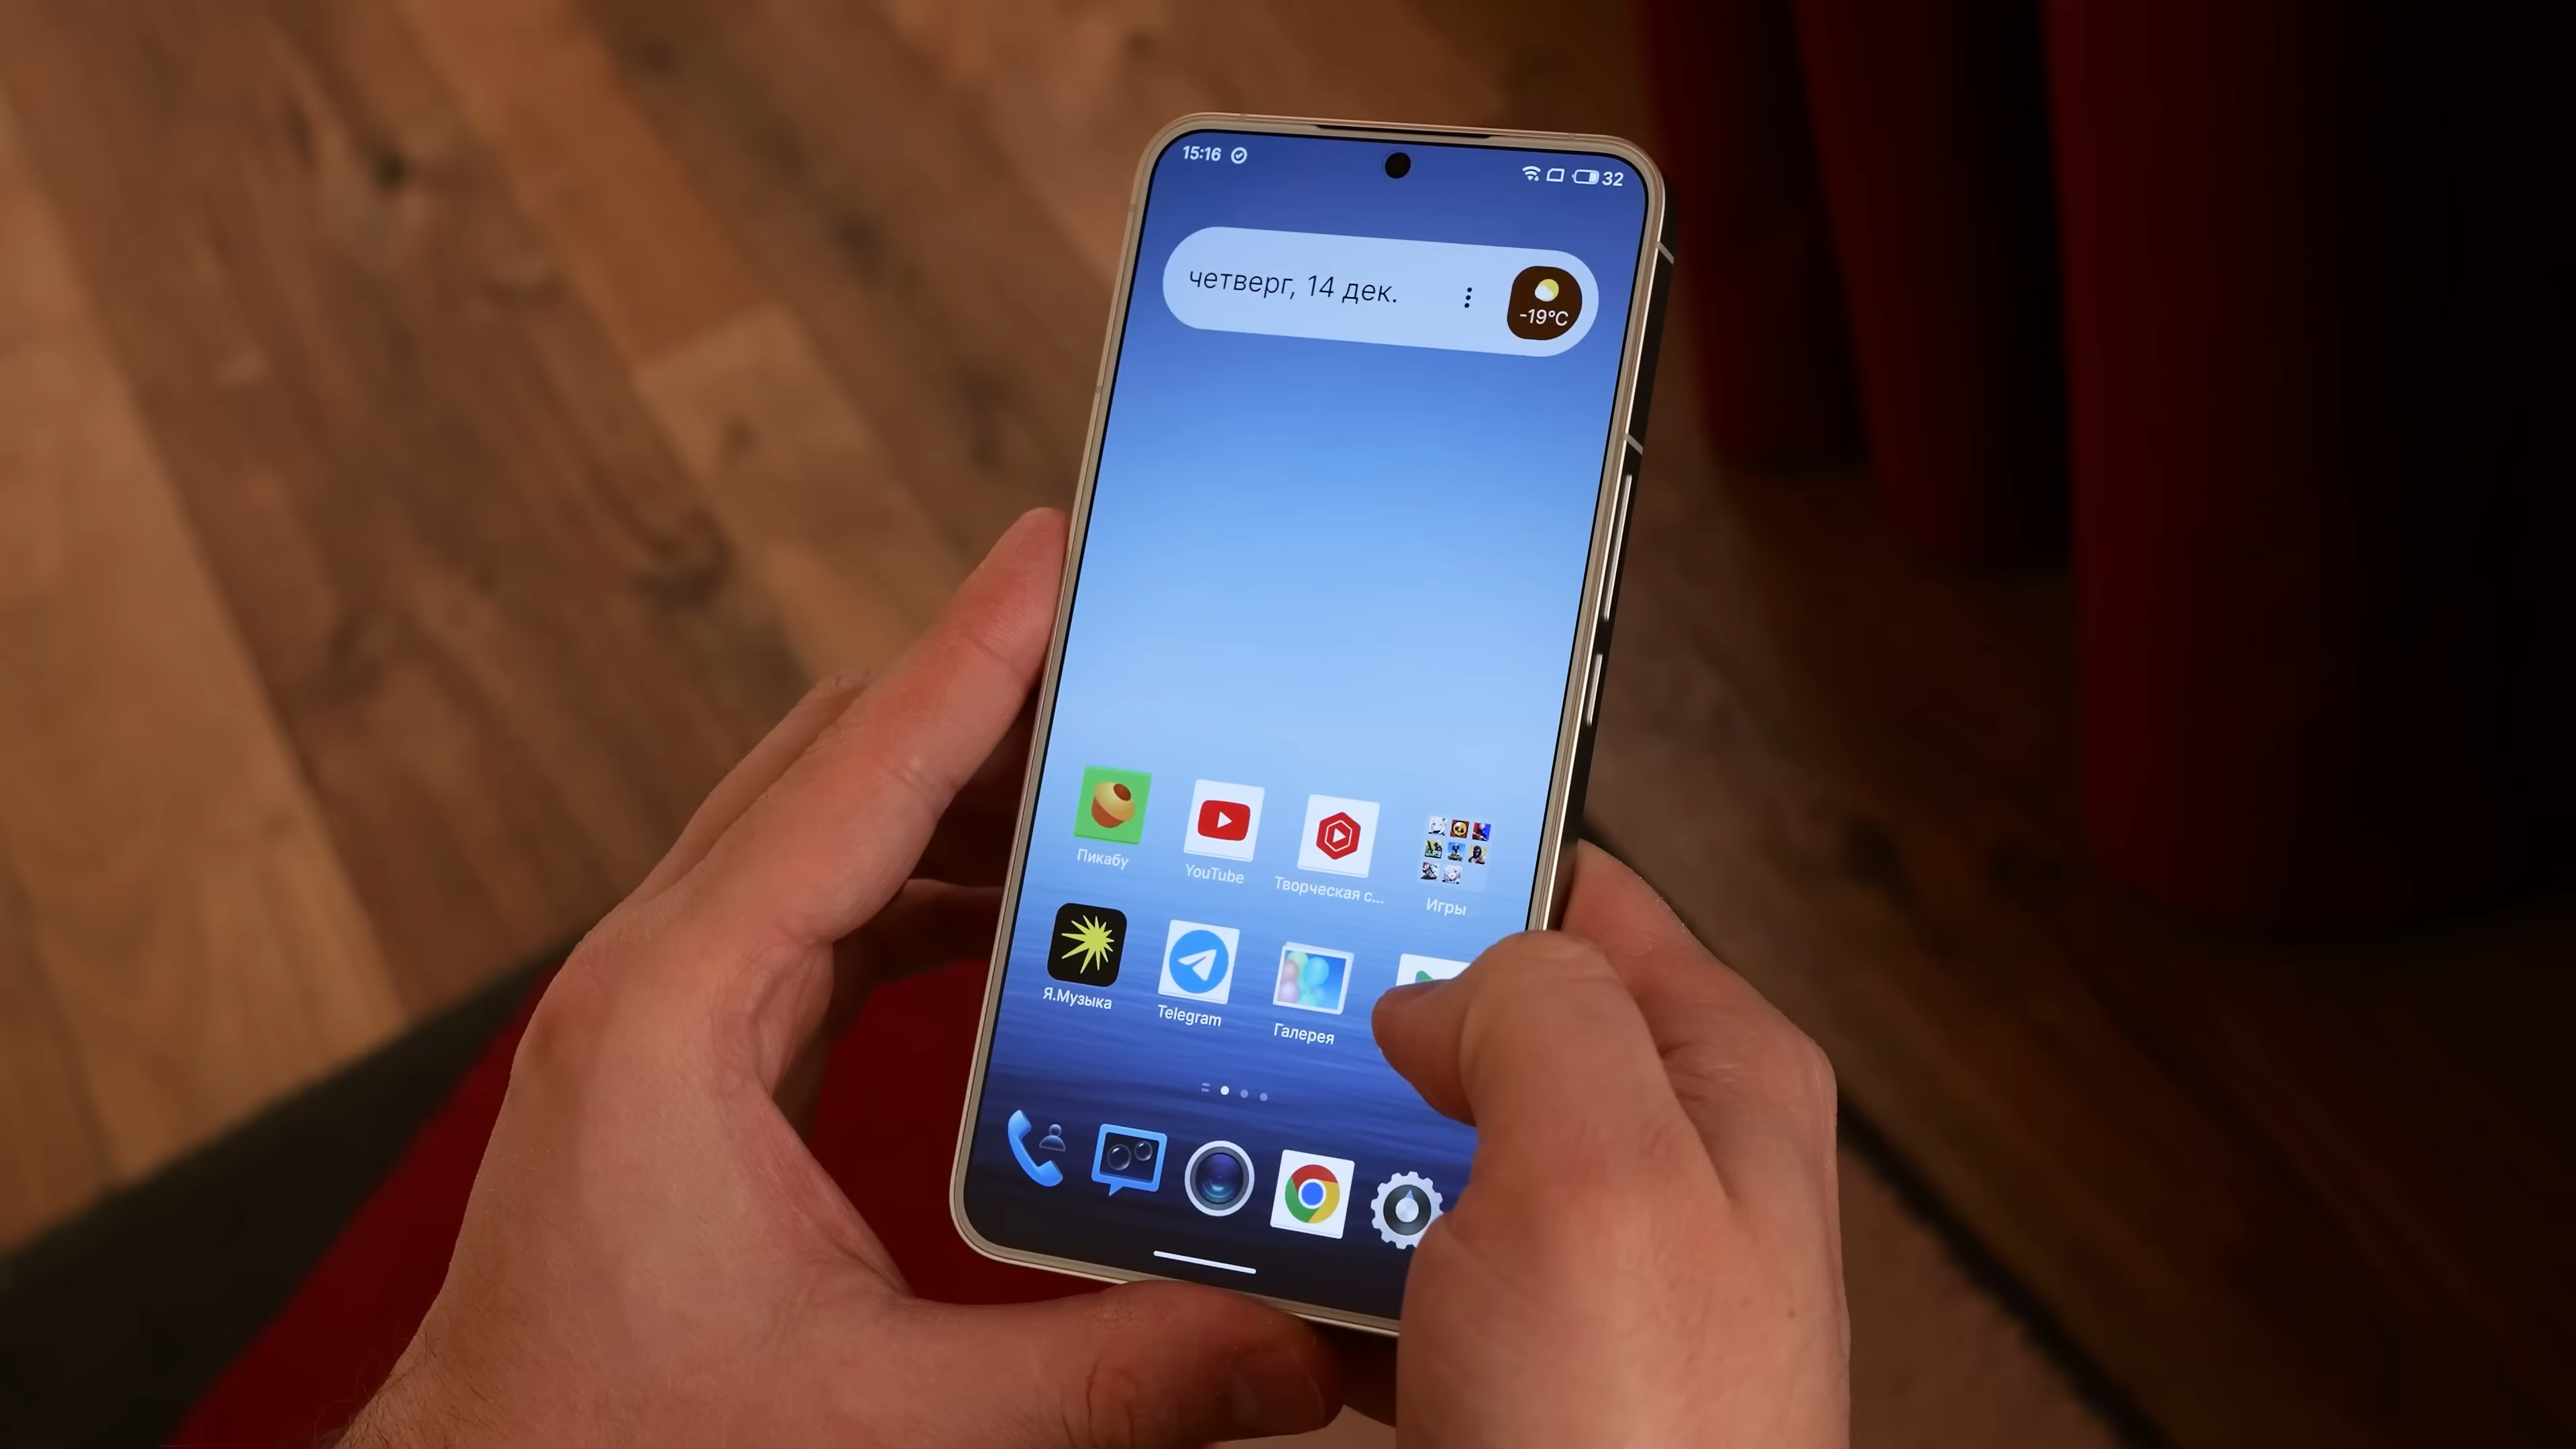 15:16
32
четверг, 14 дек.
-19°C
Пикабу
YouTube
Творческая с...
Игры
Я.Музыка
Telegram
Галерея